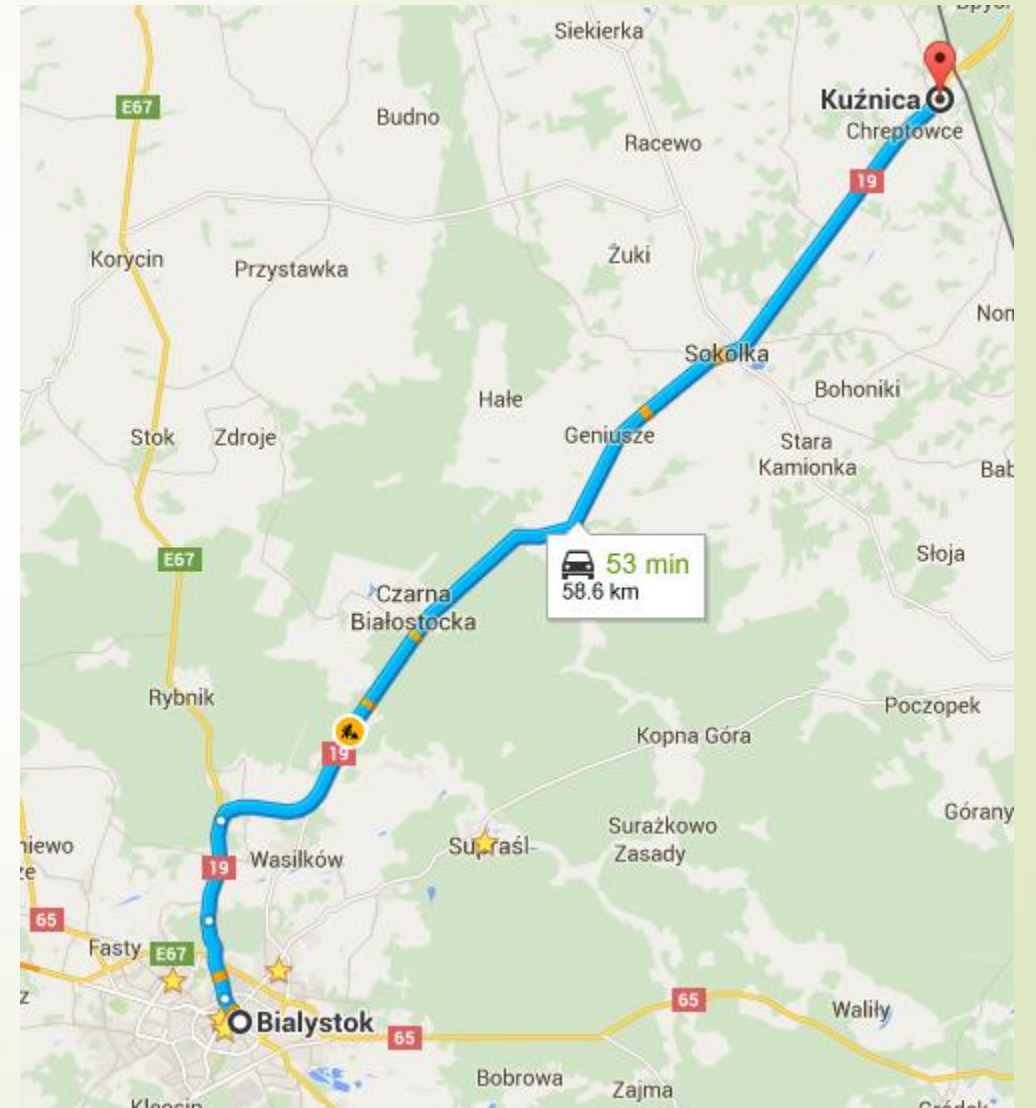 Siekierka
E67
Budno
Kuźnica
Chreptowce
Racewo
19
Korycin
Przystawka
Żuki
Sokółka
Bohoniki
Hałe
Stok
Zdroje
Geniusze
Stara
Kamionka
53 min
58.6 km
E67
Słoja
Czarna
Białostocka
Rybnik
Poczopek
Kopna Góra
19
Górany
Surażkowo
Zasady
Supraśl
Wasilków
19
65
Fasty
E67
65
Waliły
Bialystok
65
Bobrowa
Zajma